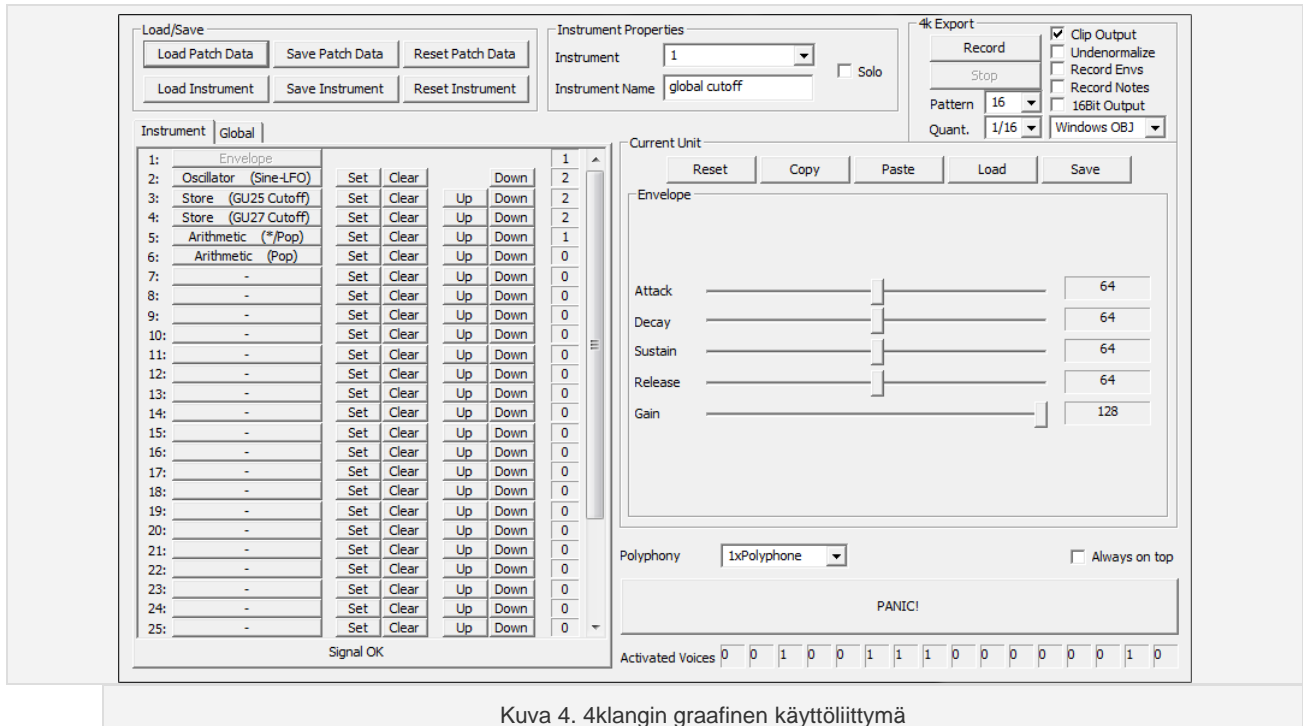 Load/Save
Load Patch Data Save Patch Data Reset Patch Data
Load Instrument Save Instrument Reset Instrument
Instrument Properties
Instrument 1
Solo
Instrument Name global cutoff
4k Export
Record
Stop
Pattern 16
Quant. 1/16
Clip Output
Undenormalize
Record Envs
Record Notes
16Bit Output
Windows OBJ
Instrument Global
1: Envelope 1
2: Oscillator (Sine-LFO) Set Clear Down 2
3: Store (GU25 Cutoff) Set Clear Up Down 2
4: Store (GU27 Cutoff) Set Clear Up Down 2
5: Arithmetic (*/Pop) Set Clear Up Down 1
6: Arithmetic (Pop) Set Clear Up Down 0
7: - Set Clear Up Down 0
8: - Set Clear Up Down 0
9: - Set Clear Up Down 0
10: - Set Clear Up Down 0
11: - Set Clear Up Down 0
12: - Set Clear Up Down 0
13: - Set Clear Up Down 0
14: - Set Clear Up Down 0
15: - Set Clear Up Down 0
16: - Set Clear Up Down 0
17: - Set Clear Up Down 0
18: - Set Clear Up Down 0
19: - Set Clear Up Down 0
20: - Set Clear Up Down 0
21: - Set Clear Up Down 0
22: - Set Clear Up Down 0
23: - Set Clear Up Down 0
24: - Set Clear Up Down 0
25: - Set Clear Up Down 0
Signal OK
Current Unit
Reset Copy Paste Load Save
Envelope
Attack 64
Decay 64
Sustain 64
Release 64
Gain 128
Polyphony 1xPolyphone Always on top
PANIC!
Activated Voices 0 0 1 0 0 1 1 1 0 0 0 0 0 0 1 0
Kuva 4. 4klangin graafinen käyttöliittymä